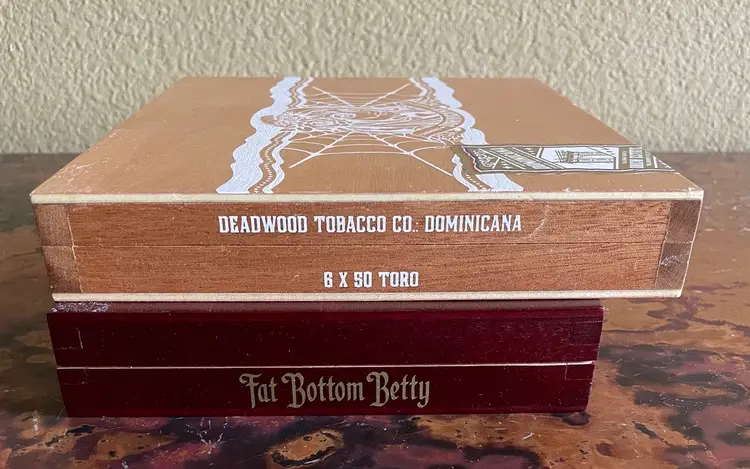 DEADWOOD TOBACCO CO.: DOMINICANA
6 X 50 TORO
Fat Bottom Betty